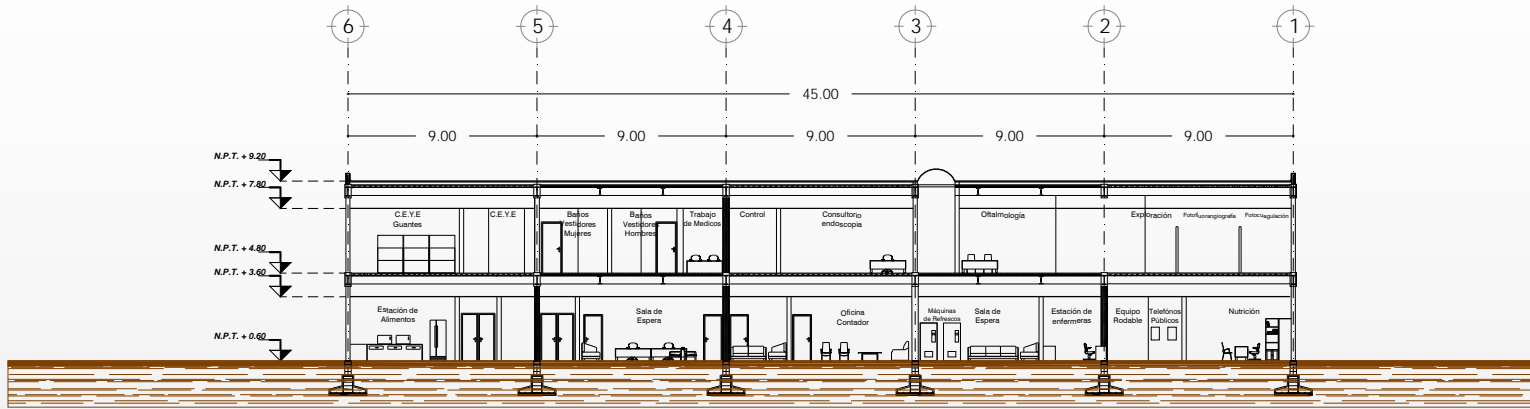 6 5 4 3 2 1
45.00
9.00 9.00 9.00 9.00 9.00
N.P.T. + 9.20
N.P.T. + 7.80
C.E.Y.E
Guantes
C.E.Y.E
Baños
Vestidores
Mujeres
Baños
Vestidores
Hombres
Trabajo
de Medicos
Control
Consultorio
endoscopia
Oftalmologia
Exploración
Fotofluorangiografía
Fotocuagulación
N.P.T. + 4.80
N.P.T. + 3.60
Estación de
Alimentos
Sala de
Espera
Oficina
Contador
Máquinas
de Refrescos
Sala de
Espera
Estación de
enfermeras
Equipo
Rodable
Telefónos
Públicos
Nutrición
N.P.T. + 0.60